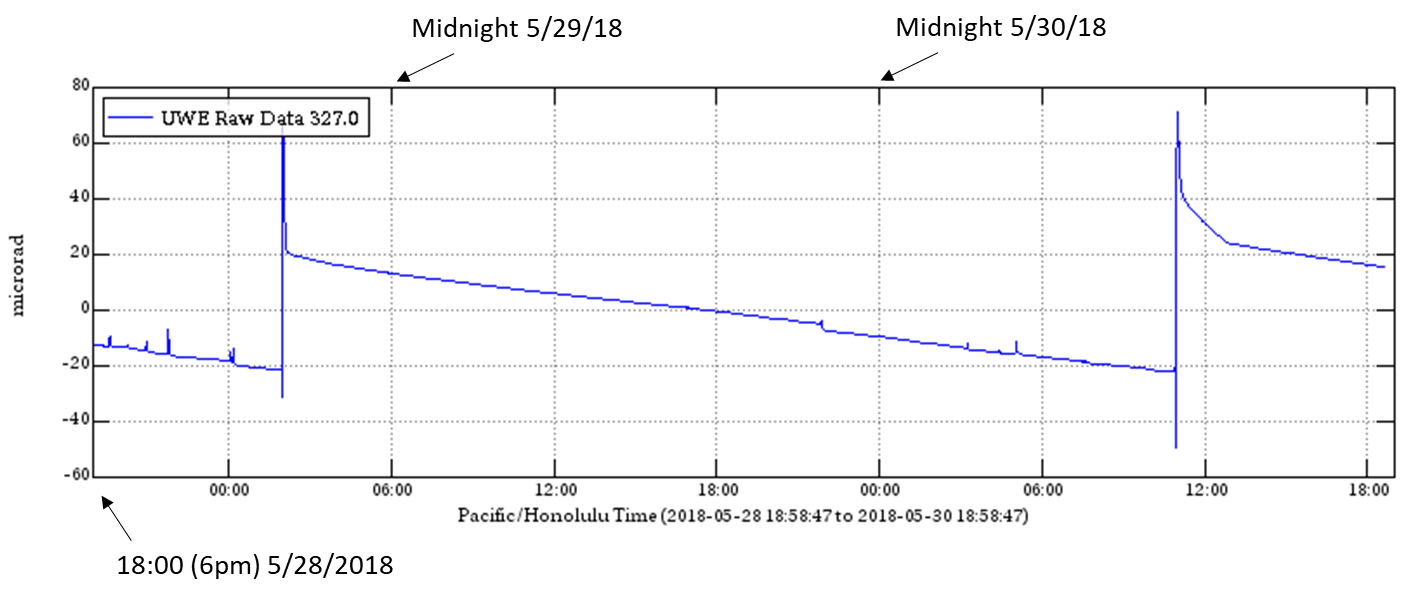 Midnight 5/29/18
Midnight 5/30/18
80
UWE Raw Data 327.0
60
40
20
0
-20
-40
-60
microrad
00:00 06:00 12:00 18:00 00:00 06:00 12:00 18:00
Pacific/Honolulu Time (2018-05-28 18:58:47 to 2018-05-30 18:58:47)
18:00 (6pm) 5/28/2018